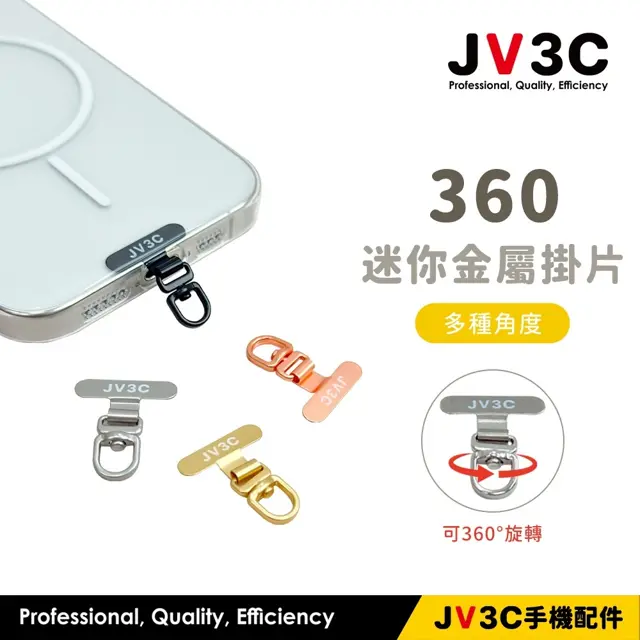 JV3C
Professional, Quality, Efficiency
360
迷你金屬掛片
多種角度
JV3C
JV3C
JV3C
JV3C
JV3C
可360°旋轉
Professional, Quality, Efficiency
JV3C手機配件